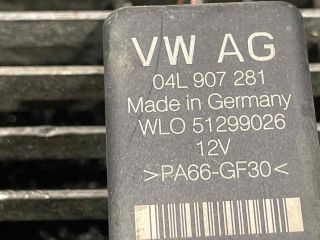 VW AG
04L 907 281
Made in Germany
WLO 51299026
12V
>PA66-GF30<